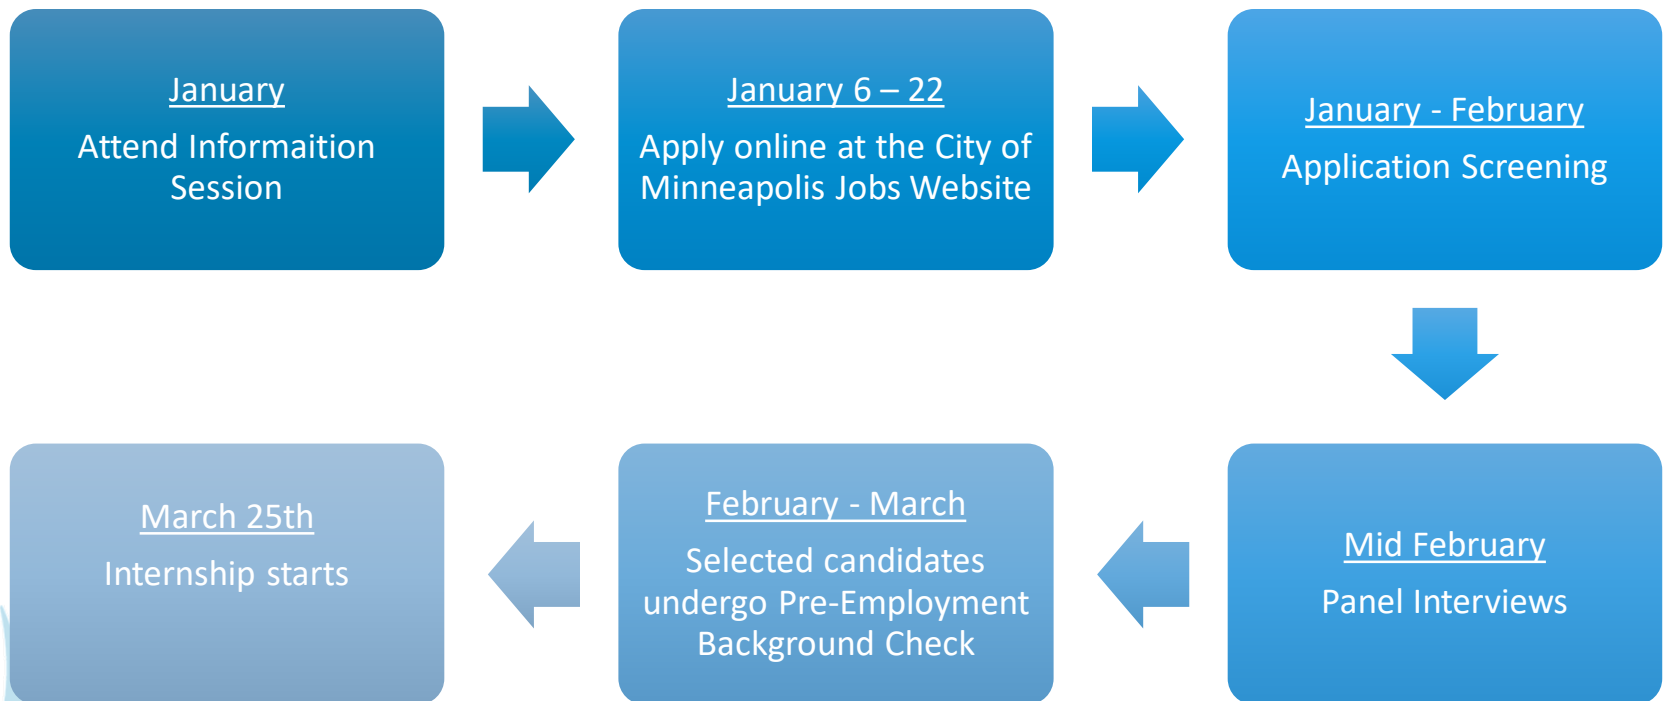 January
Attend Informaition
Session
January 6 – 22
Apply online at the City of
Minneapolis Jobs Website
January - February
Application Screening
Mid February
Panel Interviews
February - March
Selected candidates
undergo Pre-Employment
Background Check
March 25th
Internship starts